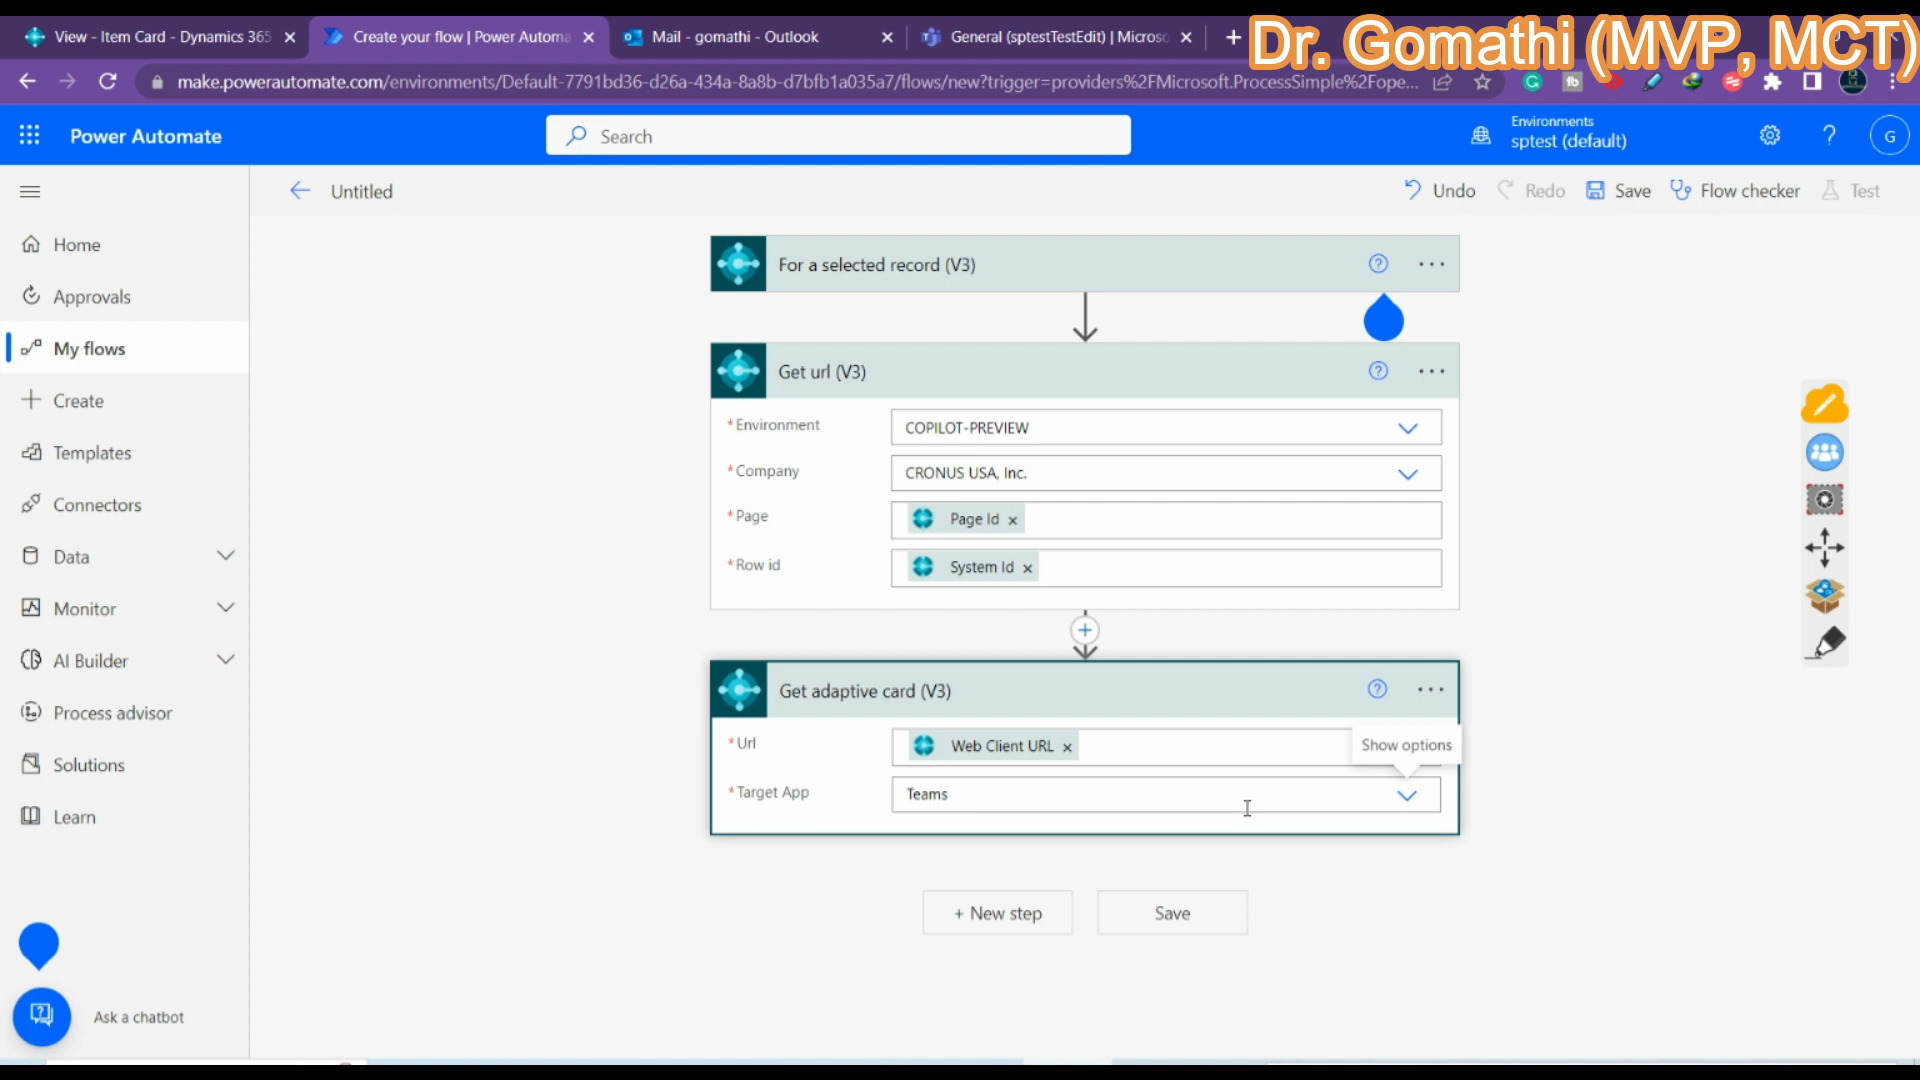 Dr. Gomathi (MVP, MCT)
View - Item Card - Dynamics 365
Create your flow | Power Automa
Mail - gomathi - Outlook
General (sptestTestEdit) | Micros
make.powerautomate.com/environments/Default-7791bd36-d26a-434a-8a8b-d7bfb1a035a7/flows/new?trigger=providers%2FMicrosoft.ProcessSimple%2Fope...
Power Automate
Search
Environments
sptest (default)
G
Untitled
Undo
Redo
Save
Flow checker
Test
Home
Approvals
My flows
Create
Templates
Connectors
Data
Monitor
AI Builder
Process advisor
Solutions
Learn
Ask a chatbot
For a selected record (V3)
Get url (V3)
* Environment
COPILOT-PREVIEW
* Company
CRONUS USA, Inc.
* Page
Page Id
* Row id
System Id
Get adaptive card (V3)
* Url
Web Client URL
Show options
* Target App
Teams
+ New step
Save